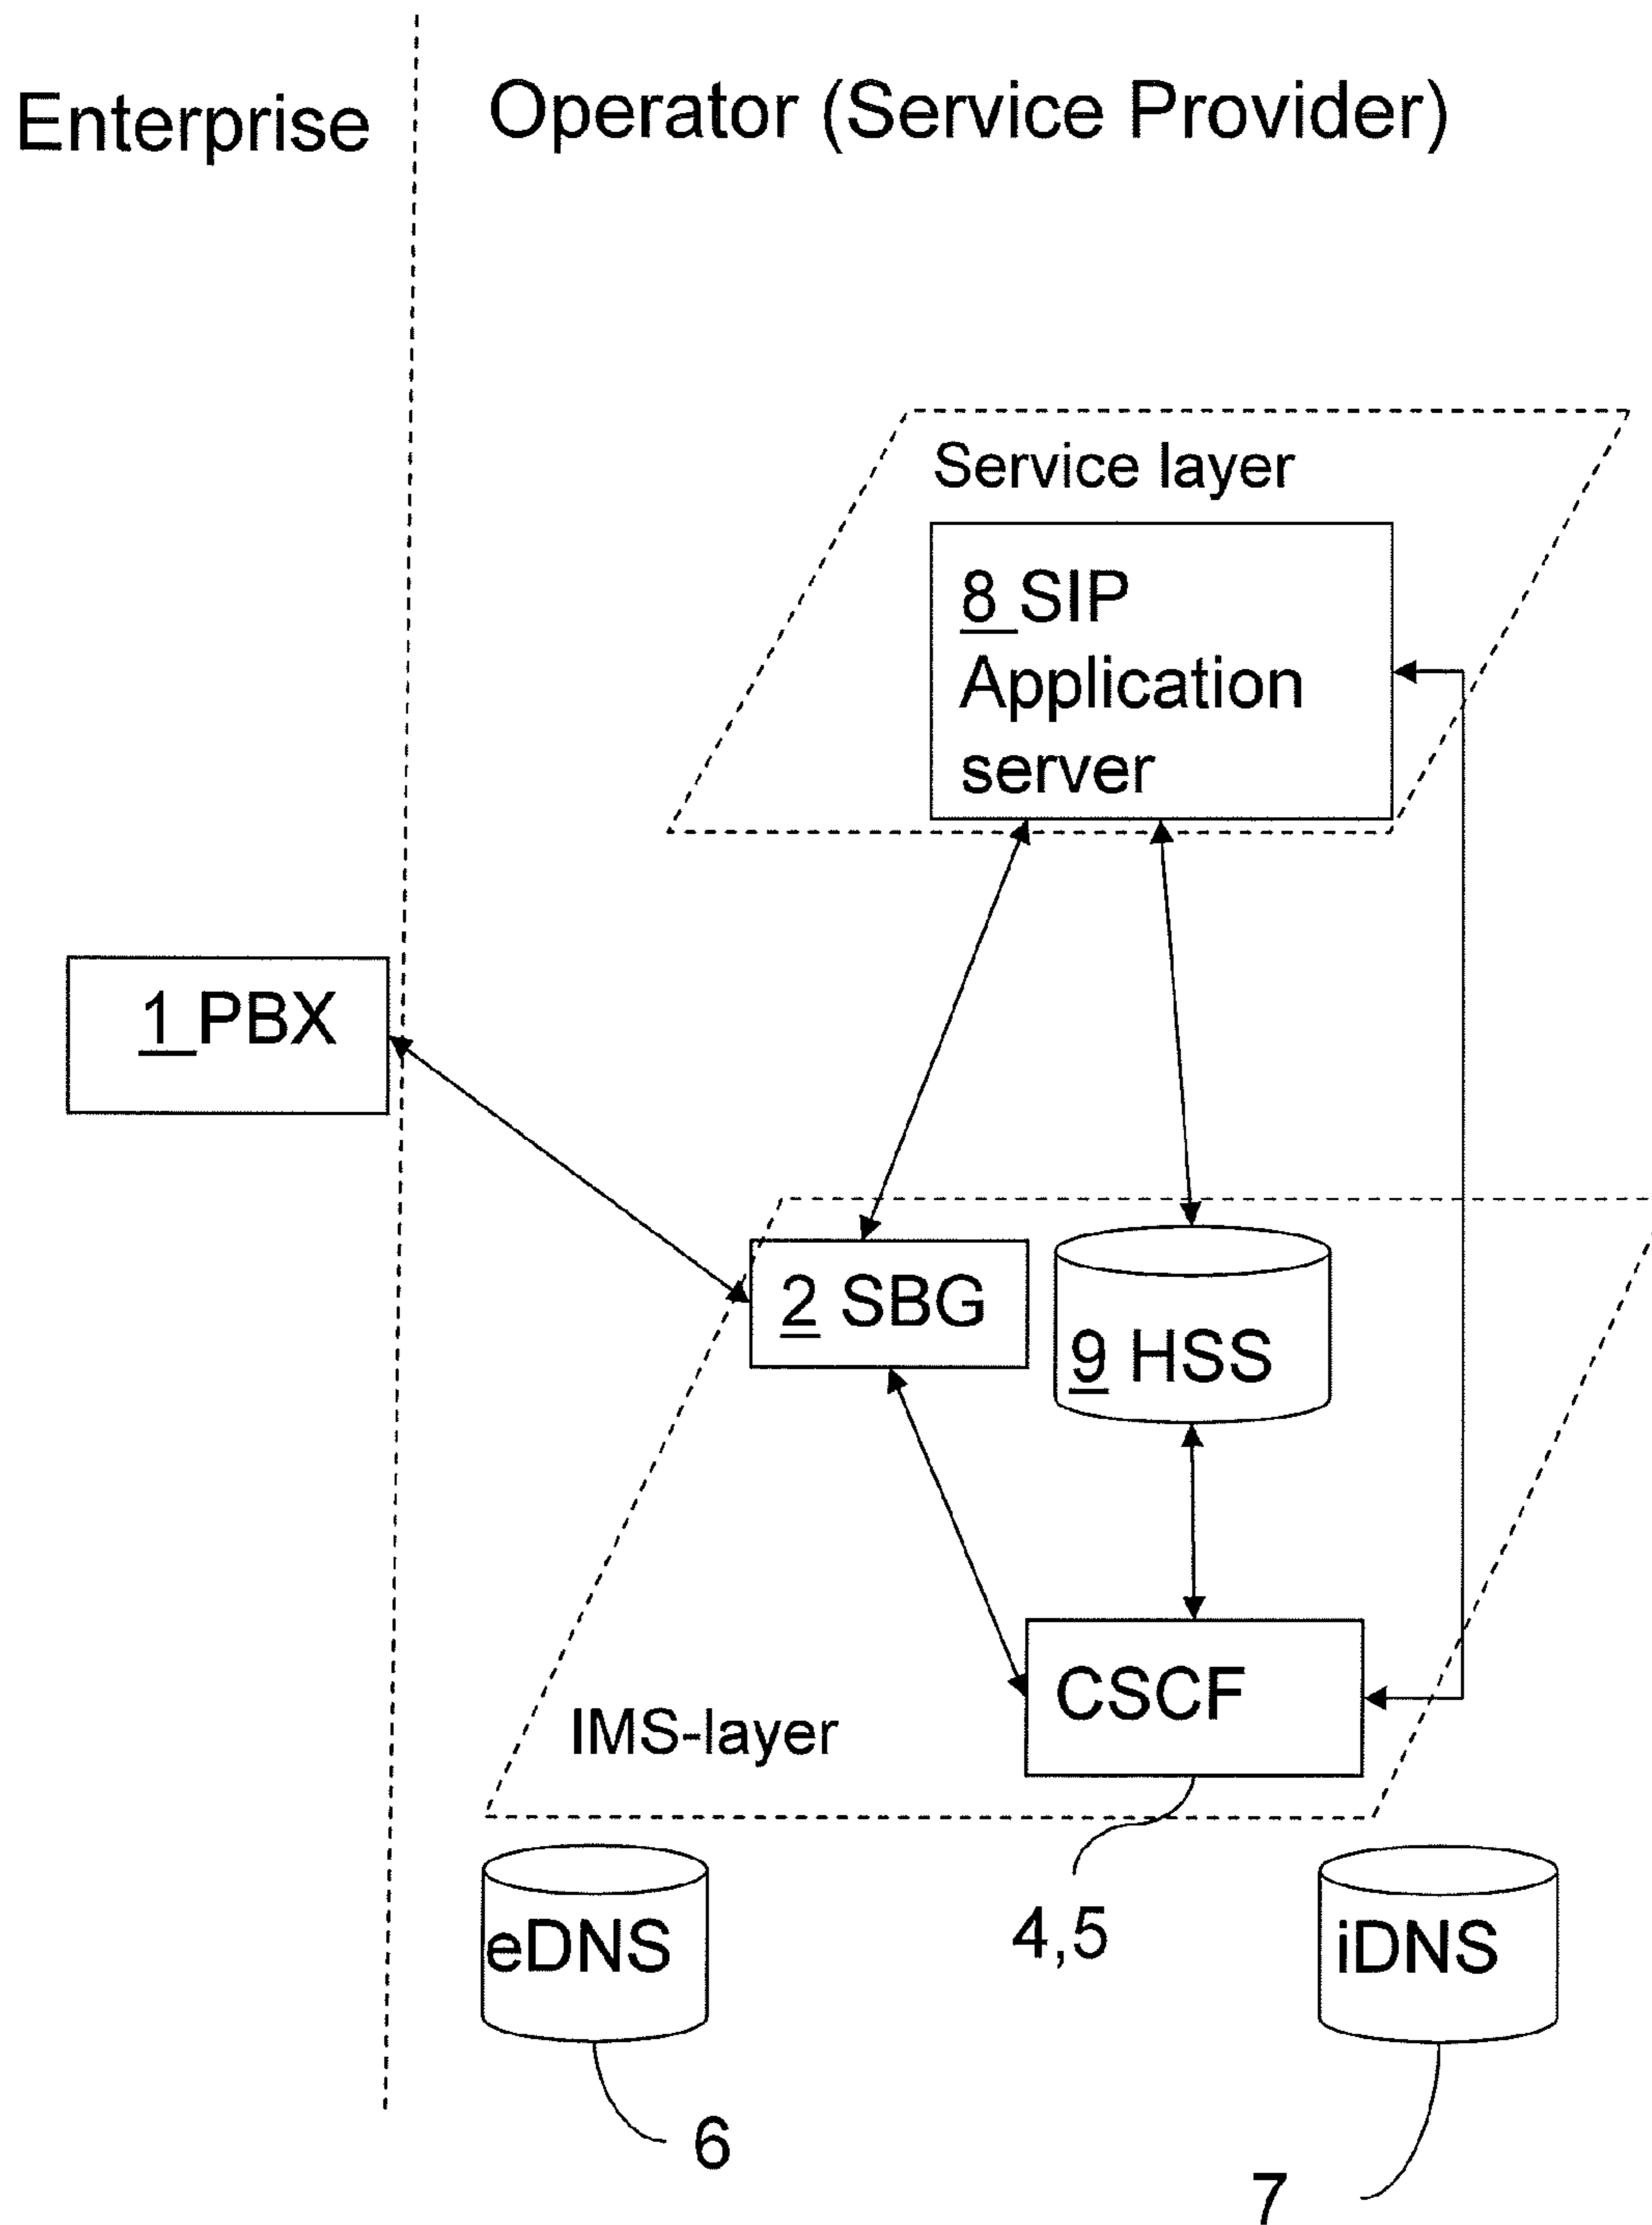 Enterprise
Operator (Service Provider)
Service layer
8 SIP
Application
server
1 PBX
2 SBG
9 HSS
CSCF
IMS-layer
eDNS
4,5
iDNS
6
7